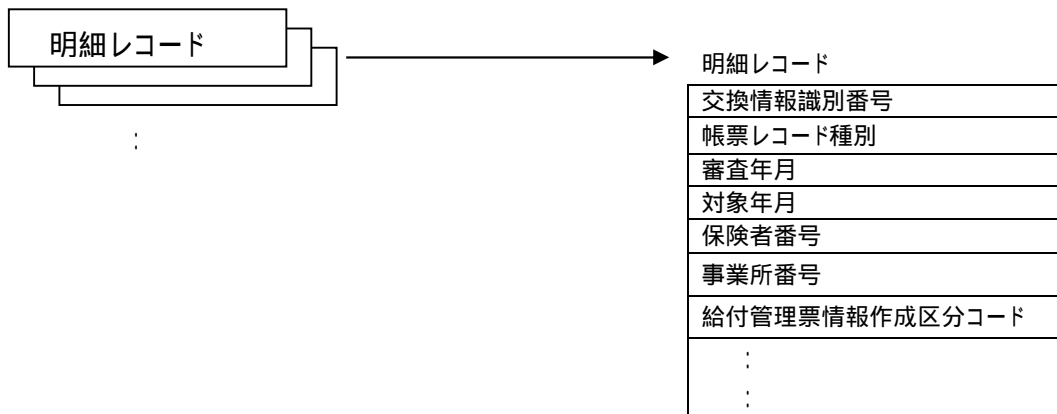 明細レコード
:
明細レコード
交換情報識別番号
帳票レコード種別
審査年月
対象年月
保険者番号
事業所番号
給付管理票情報作成区分コード
:
: